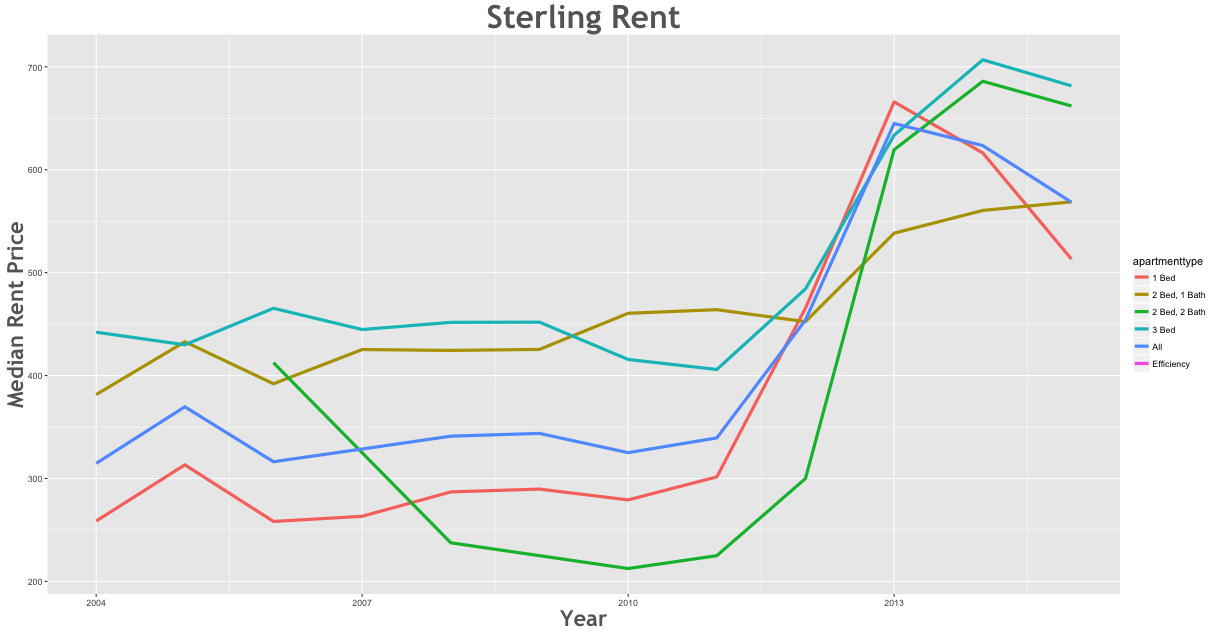 Sterling Rent
Median Rent Price
700
600
500
400
300
200
2004
2007
2010
2013
Year
apartmenttype
1 Bed
2 Bed, 1 Bath
2 Bed, 2 Bath
3 Bed
All
Efficiency